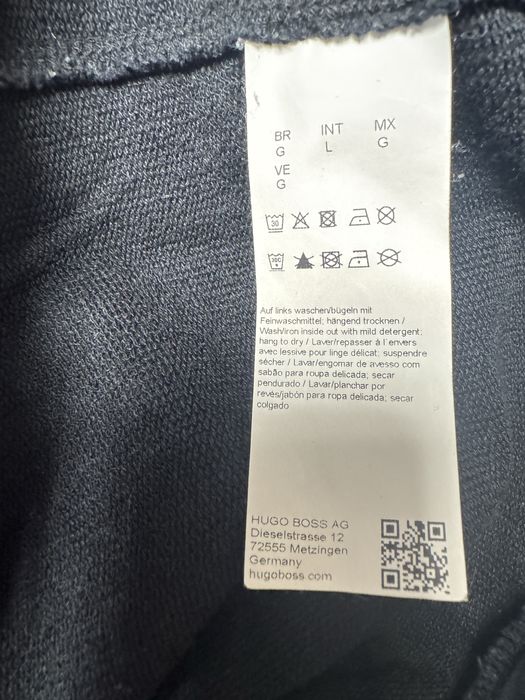 BR INT MX
G L G
VE
G
30
30C
Auf links waschen/bügeln mit
Feinwaschmittel; hängend trocknen /
Wash/iron inside out with mild detergent;
hang to dry / Laver/repasser à l'envers
avec lessive pour linge délicat; suspendre
sécher / Lavar/engomar de avesso com
sabão para roupa delicada; secar
pendurado / Lavar/planchar por
revés/jabón para ropa delicada; secar
colgado
HUGO BOSS AG
Dieselstrasse 12
72555 Metzingen
Germany
hugoboss.com